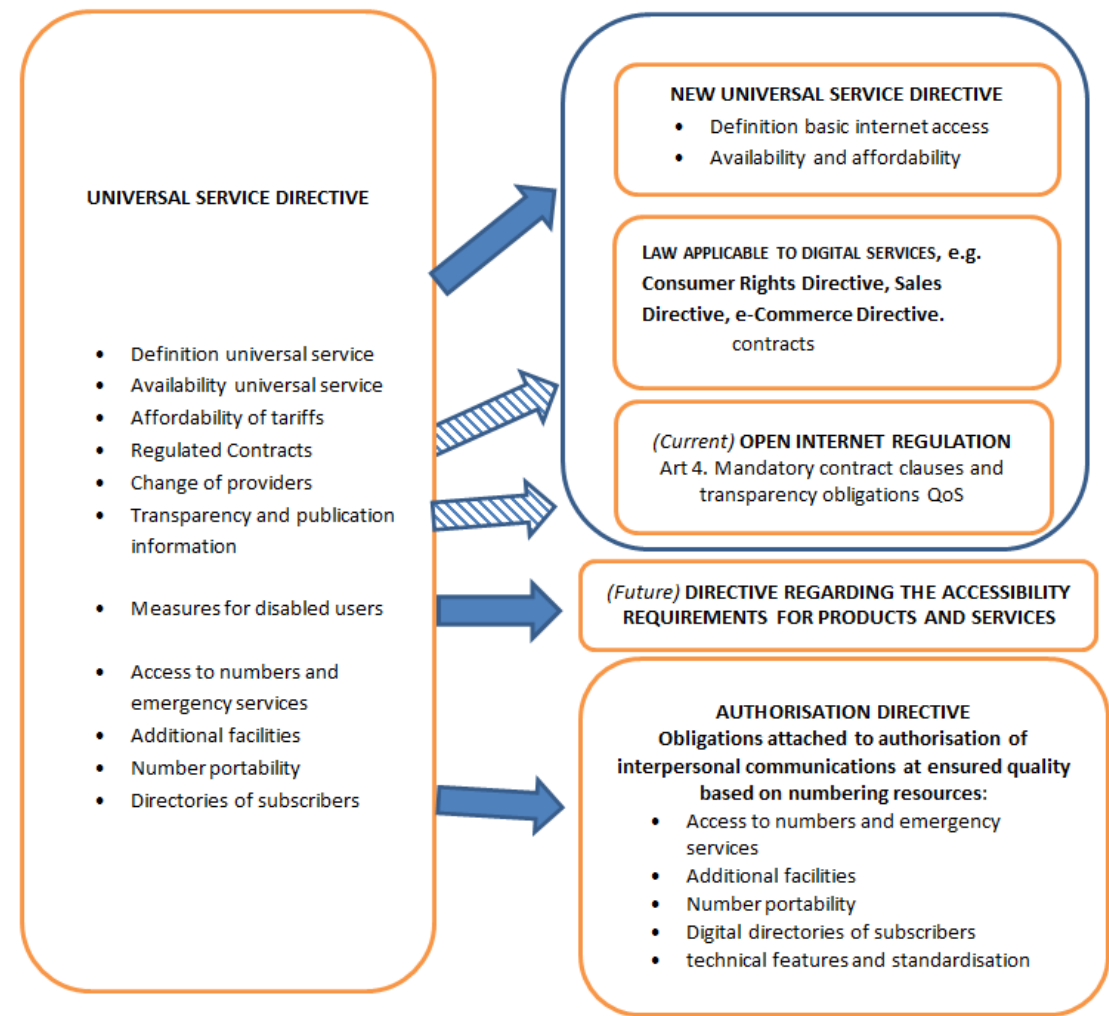 UNIVERSAL SERVICE DIRECTIVE
• Definition universal service
• Availability universal service
• Affordability of tariffs
• Regulated Contracts
• Change of providers
• Transparency and publication
information
• Measures for disabled users
• Access to numbers and
emergency services
• Additional facilities
• Number portability
• Directories of subscribers
NEW UNIVERSAL SERVICE DIRECTIVE
• Definition basic internet access
• Availability and affordability
LAW APPLICABLE TO DIGITAL SERVICES, e.g.
Consumer Rights Directive, Sales
Directive, e-Commerce Directive.
contracts
(Current) OPEN INTERNET REGULATION
Art 4. Mandatory contract clauses and
transparency obligations QoS
(Future) DIRECTIVE REGARDING THE ACCESSIBILITY
REQUIREMENTS FOR PRODUCTS AND SERVICES
AUTHORISATION DIRECTIVE
Obligations attached to authorisation of
interpersonal communications at ensured quality
based on numbering resources:
• Access to numbers and emergency
services
• Additional facilities
• Number portability
• Digital directories of subscribers
• technical features and standardisation